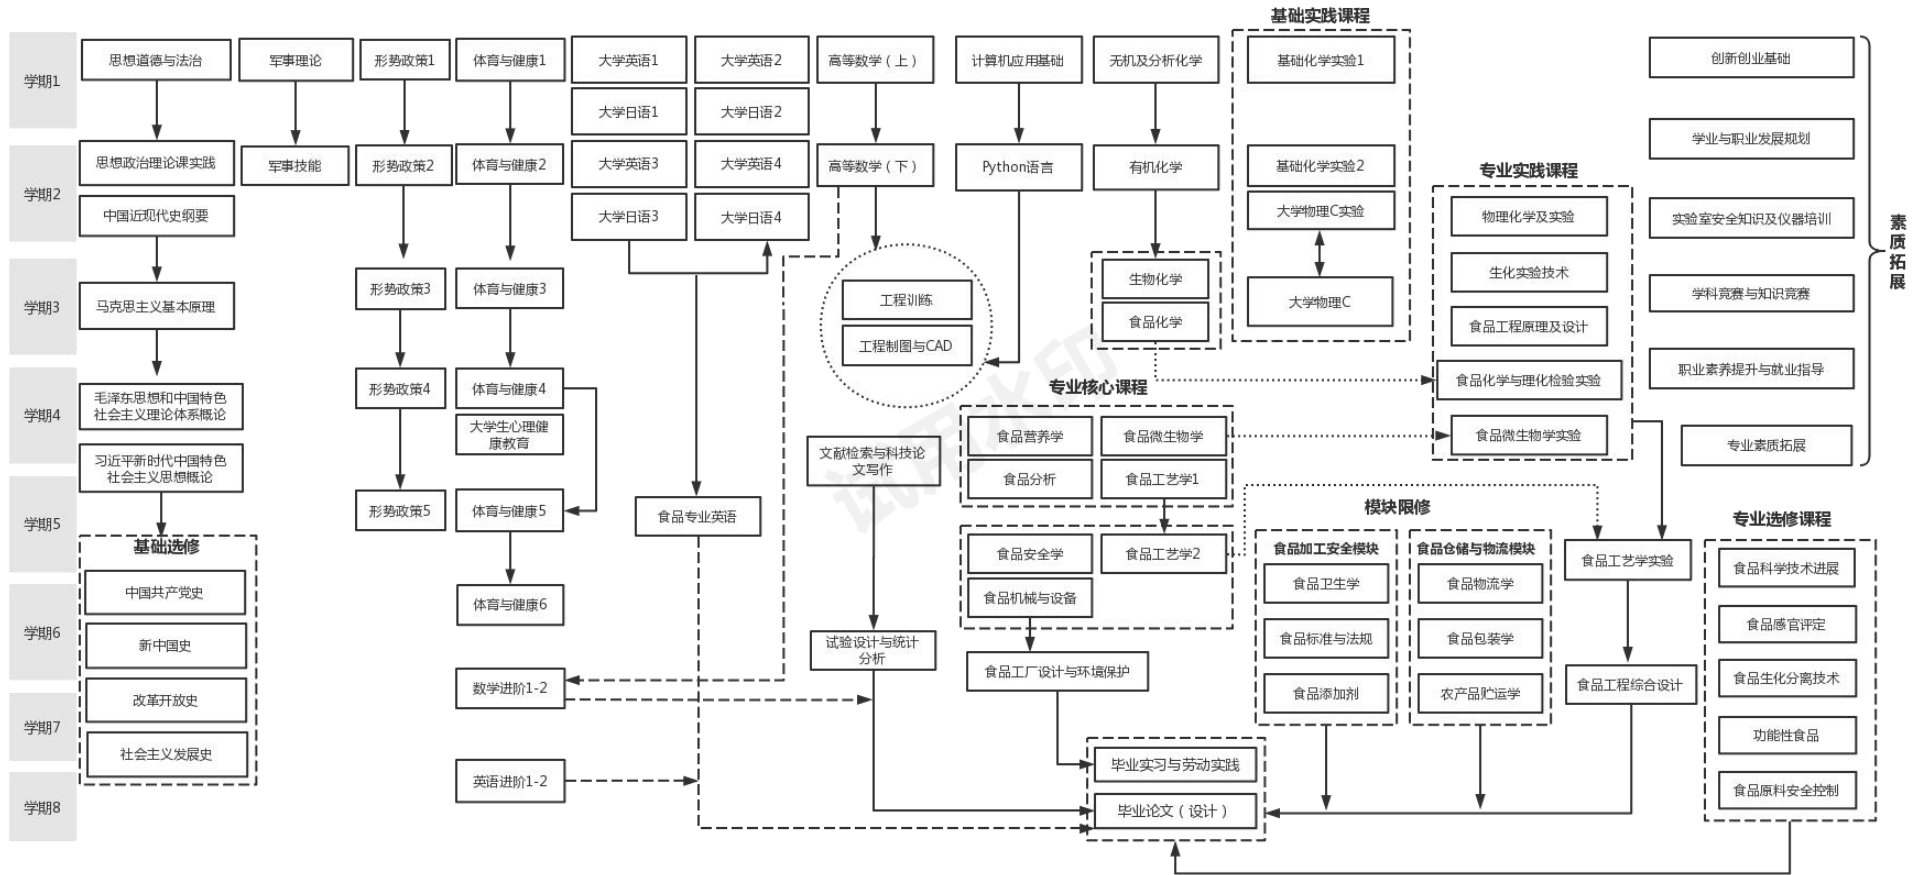 基础实践课程
学期1
思想道德与法治
军事理论
形势政策1
体育与健康1
大学英语1
大学英语2
高等数学（上）
计算机应用基础
无机及分析化学
基础化学实验1
创新创业基础
大学日语1
大学日语2
学业与职业发展规划
学期2
思想政治理论课实践
军事技能
形势政策2
体育与健康2
大学英语3
大学英语4
高等数学（下）
Python语言
有机化学
基础化学实验2
专业实践课程
中国近现代史纲要
大学日语3
大学日语4
大学物理C实验
物理化学及实验
实验室安全知识及仪器培训
素
质
拓
展
学期3
马克思主义基本原理
形势政策3
体育与健康3
工程训练
工程制图与CAD
生物化学
食品化学
大学物理C
生化实验技术
食品工程原理及设计
学科竞赛与知识竞赛
学期4
毛泽东思想和中国特色
社会主义理论体系概论
形势政策4
体育与健康4
大学生心理健
康教育
专业核心课程
食品化学与理化检验实验
职业素养提升与就业指导
习近平新时代中国特色
社会主义思想概论
文献检索与科技论
文写作
食品营养学
食品微生物学
食品分析
食品工艺学1
食品微生物学实验
专业素质拓展
试用水印
学期5
形势政策5
体育与健康5
食品专业英语
模块限修
专业选修课程
基础选修
食品安全学
食品工艺学2
食品加工安全模块
食品仓储与物流模块
食品工艺学实验
食品科学技术进展
中国共产党史
食品机械与设备
食品卫生学
食品物流学
学期6
体育与健康6
新中国史
试验设计与统计
分析
食品标准与法规
食品包装学
食品感官评定
食品工厂设计与环境保护
数学进阶1-2
改革开放史
食品添加剂
农产品贮运学
食品工程综合设计
食品生化分离技术
学期7
社会主义发展史
功能性食品
英语进阶1-2
毕业实习与劳动实践
食品原料安全控制
学期8
毕业论文（设计）